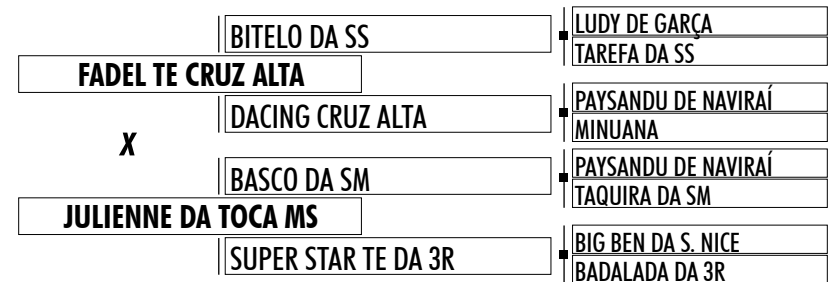 BITELO DA SS
LUDY DE GARÇA
TAREFA DA SS
FADEL TE CRUZ ALTA
DACING CRUZ ALTA
PAYSANDU DE NAVIRAÍ
MINUANA
X
BASCO DA SM
PAYSANDU DE NAVIRAÍ
TAQUIRA DA SM
JULIENNE DA TOCA MS
SUPER STAR TE DA 3R
BIG BEN DA S. NICE
BADALADA DA 3R